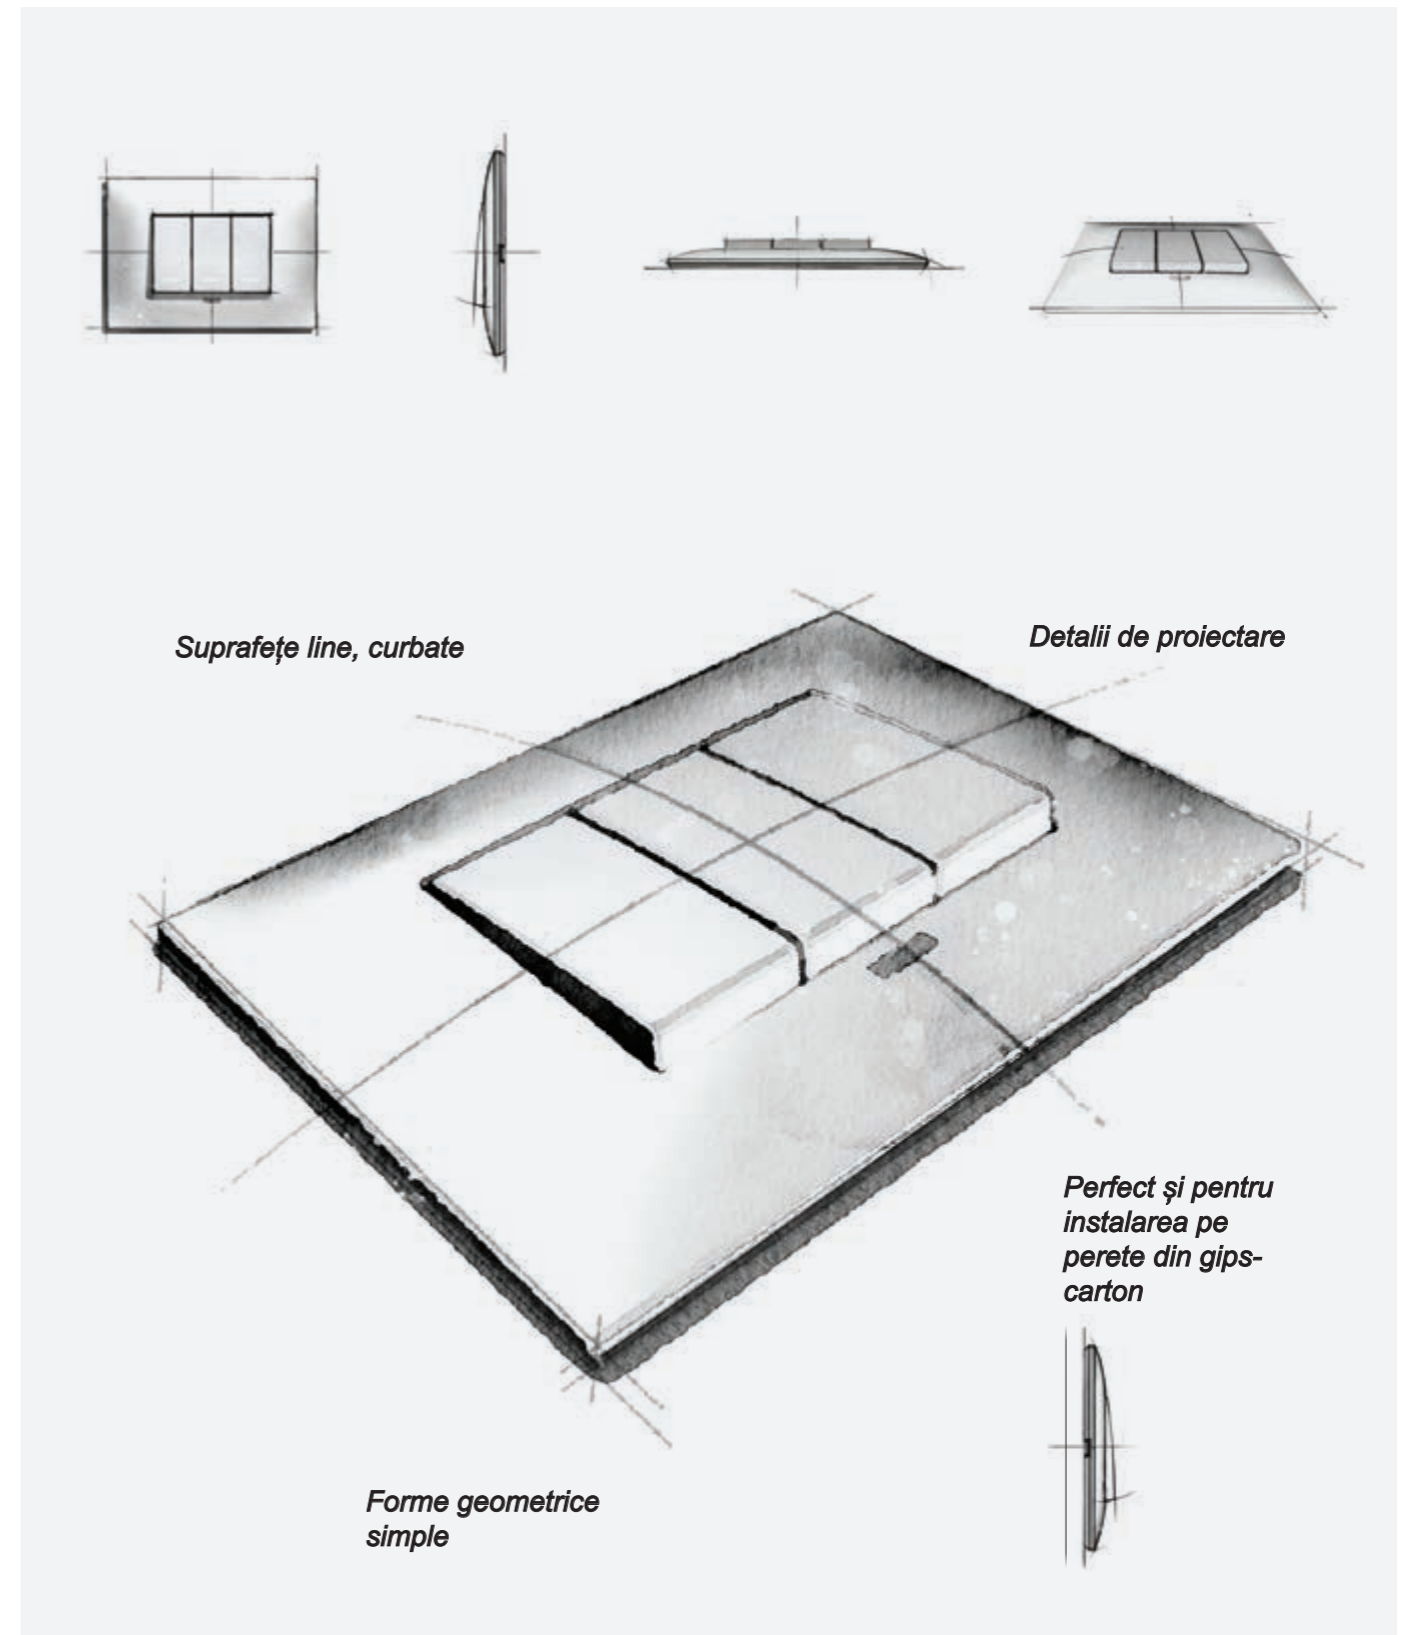 Suprafețe line, curbate
Detalii de proiectare
Perfect și pentru
instalarea pe
perete din gips-
carton
Forme geometrice
simple